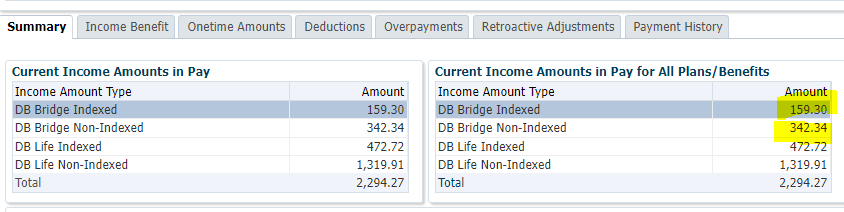 Summary Income Benefit Onetime Amounts Deductions Overpayments Retroactive Adjustments Payment History
Current Income Amounts in Pay
Income Amount Type Amount
DB Bridge Indexed 159.30
DB Bridge Non-Indexed 342.34
DB Life Indexed 472.72
DB Life Non-Indexed 1,319.91
Total 2,294.27
Current Income Amounts in Pay for All Plans/Benefits
Income Amount Type Amount
DB Bridge Indexed 159.30
DB Bridge Non-Indexed 342.34
DB Life Indexed 472.72
DB Life Non-Indexed 1,319.91
Total 2,294.27